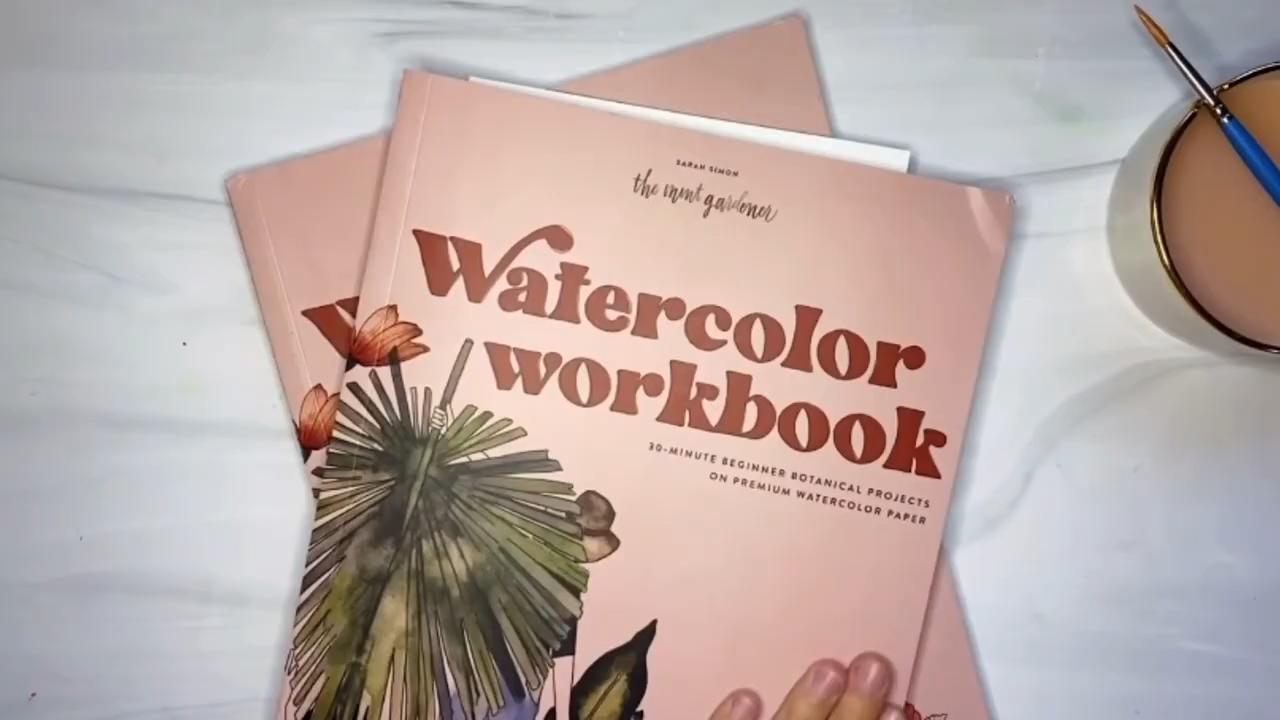 SARAH SIMON
the mint gardener
Watercolor
workbook
30-MINUTE BEGINNER BOTANICAL PROJECTS
ON PREMIUM WATERCOLOR PAPER
W